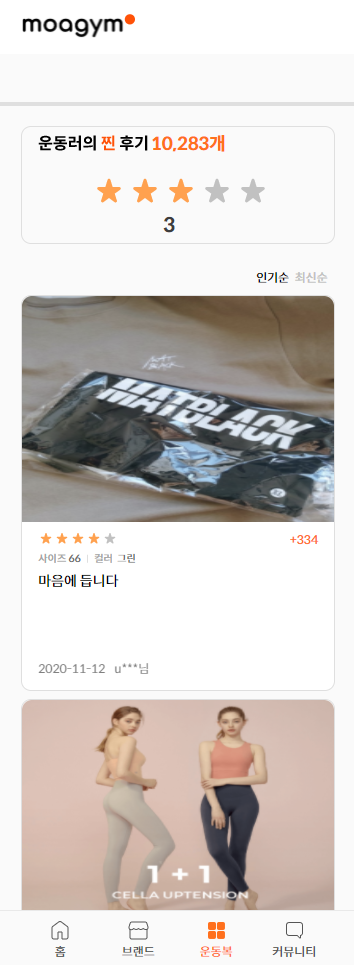 moagym
운동러의 찐 후기 10,283개
3
인기순 최신순
MATBLACK
+334
사이즈 66 | 컬러 그린
마음에 듭니다
2020-11-12 u***님
1 + 1
CELLA UPTENSION
홈 브랜드 운동복 커뮤니티